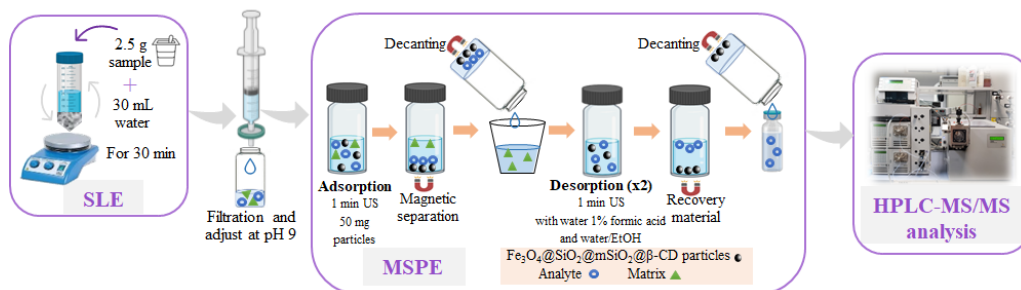 2.5 g
sample
+
30 mL
water
For 30 min
SLE
Filtration and
adjust at pH 9
Adsorption
1 min US
50 mg
particles
Magnetic
separation
Decanting
Desorption (x2)
1 min US
with water 1% formic acid
and water/EtOH
Recovery
material
Decanting
MSPE
Fe₃O₄@SiO₂@mSiO₂@β-CD particles
Analyte
Matrix
HPLC-MS/MS
analysis